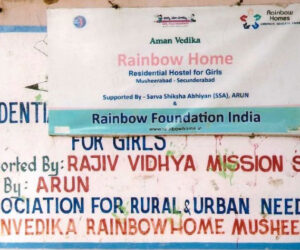 Rainbow
Homes
Aman Vedika
Rainbow Home
Residential Hostel for Girls
Musheerabad - Secunderabad
Supported By - Sarva Shiksha Abhiyan (SSA), ARUN
&
Rainbow Foundation India
DENTIA
FOR GIRLS
orted By: RAJIV VIDHYA MISSION S
By: ARUN
OCIATION FOR RURAL & URBAN NEED
NVEDIKA RAINBOW HOME MUSHEE